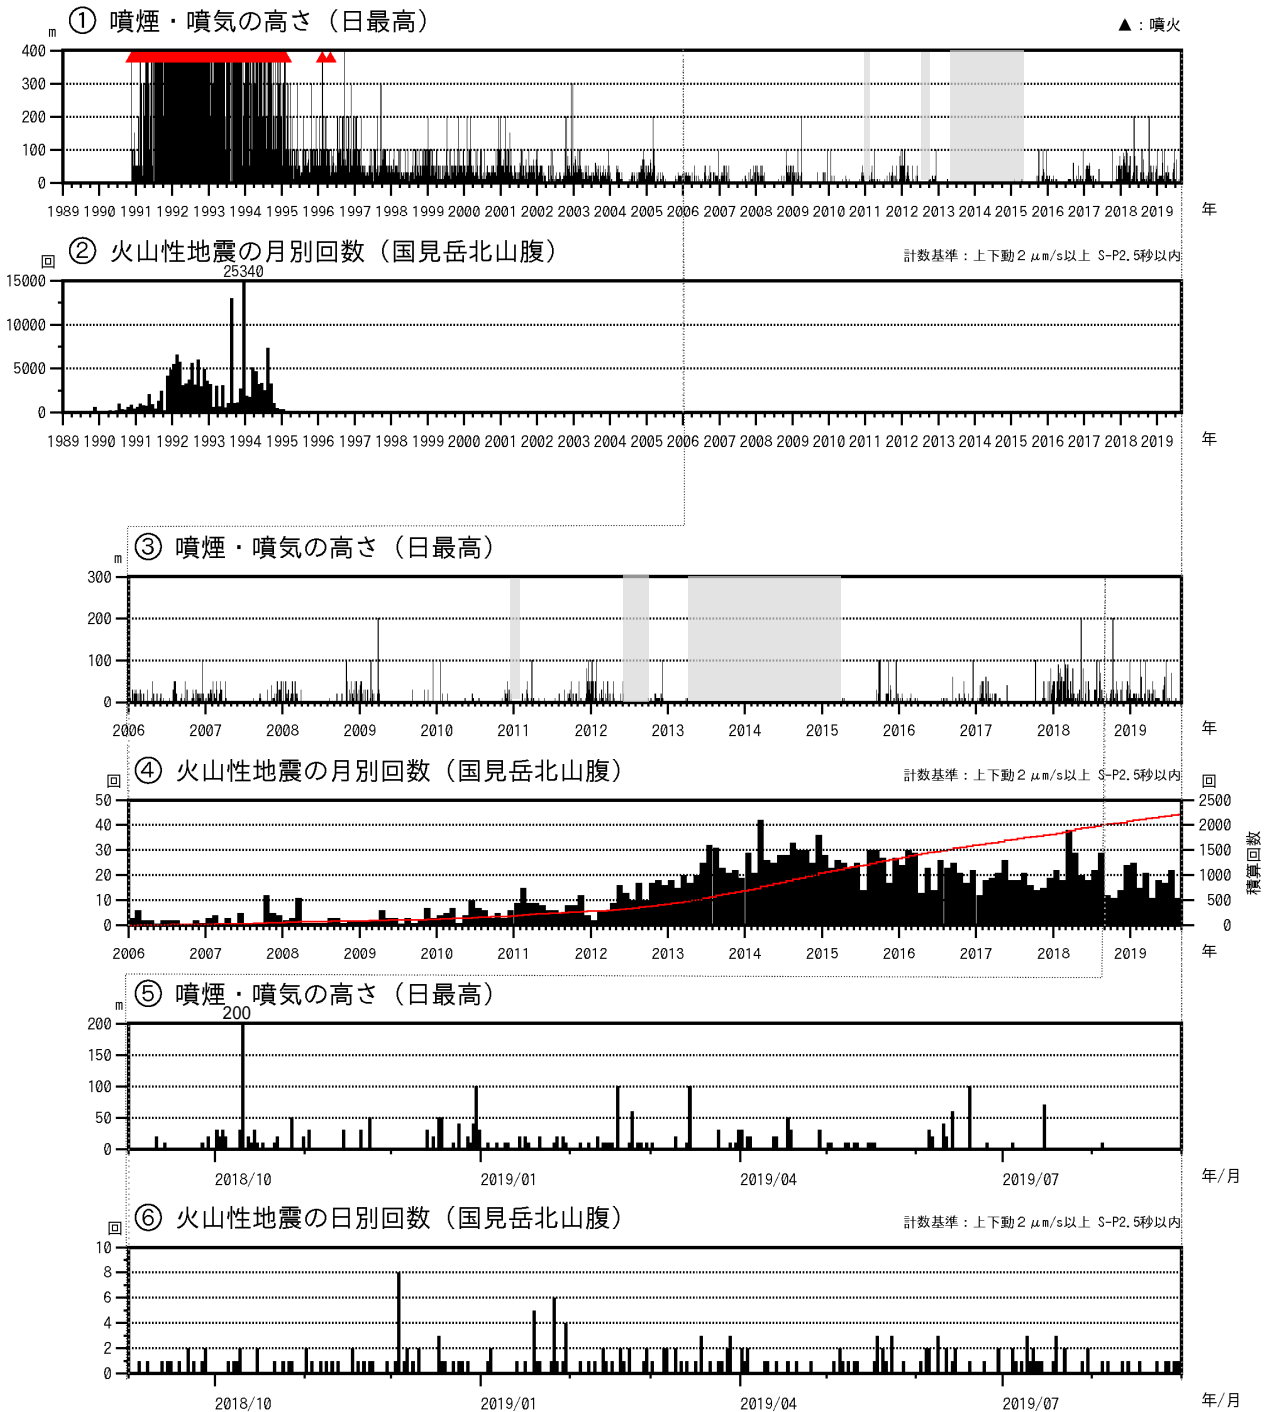 ① 噴煙・噴気の高さ（日最高）
▲：噴火
m
400
300
200
100
0
1989 1990 1991 1992 1993 1994 1995 1996 1997 1998 1999 2000 2001 2002 2003 2004 2005 2006 2007 2008 2009 2010 2011 2012 2013 2014 2015 2016 2017 2018 2019 年
② 火山性地震の月別回数（国見岳北山腹）
計数基準：上下動２μm/s以上 S-P2.5秒以内
回
25340
15000
10000
5000
0
1989 1990 1991 1992 1993 1994 1995 1996 1997 1998 1999 2000 2001 2002 2003 2004 2005 2006 2007 2008 2009 2010 2011 2012 2013 2014 2015 2016 2017 2018 2019 年
③ 噴煙・噴気の高さ（日最高）
m
300
200
100
0
2006 2007 2008 2009 2010 2011 2012 2013 2014 2015 2016 2017 2018 2019 年
④ 火山性地震の月別回数（国見岳北山腹）
計数基準：上下動２μm/s以上 S-P2.5秒以内
回 回
50 2500
40 2000
30 1500
20 1000
10 500
0 0
積算回数
2006 2007 2008 2009 2010 2011 2012 2013 2014 2015 2016 2017 2018 2019 年
⑤ 噴煙・噴気の高さ（日最高）
m
200
200
150
100
50
0
2018/10 2019/01 2019/04 2019/07 年/月
⑥ 火山性地震の日別回数（国見岳北山腹）
計数基準：上下動２μm/s以上 S-P2.5秒以内
回
10
8
6
4
2
0
2018/10 2019/01 2019/04 2019/07 年/月